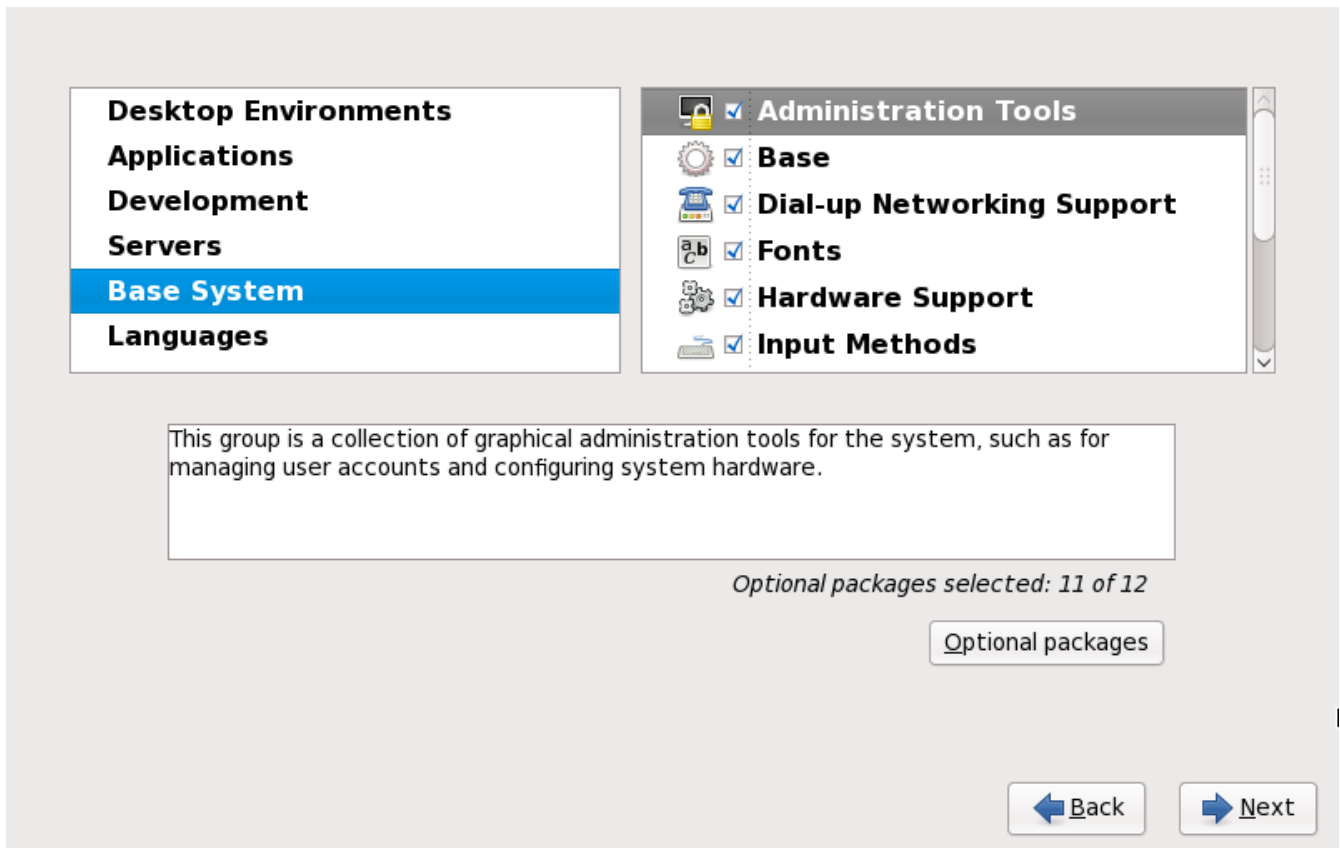 Desktop Environments
Applications
Development
Servers
Base System
Languages
Administration Tools
Base
Dial-up Networking Support
Fonts
Hardware Support
Input Methods
This group is a collection of graphical administration tools for the system, such as for
managing user accounts and configuring system hardware.
Optional packages selected: 11 of 12
Optional packages
Back
Next